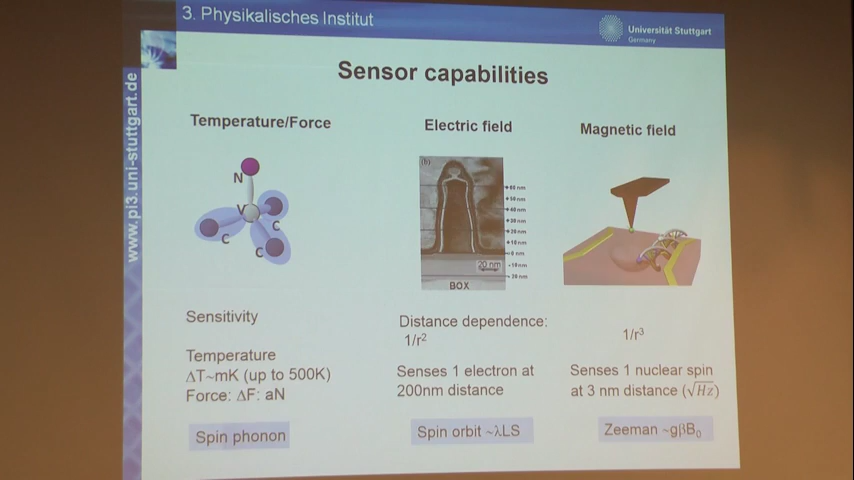 3. Physikalisches Institut
Universität Stuttgart
Germany
www.pi3.uni-stuttgart.de
Sensor capabilities
Temperature/Force
Electric field
Magnetic field
N
V
C
C
C
(b)
60 nm
50 nm
40 nm
30 nm
20 nm
10 nm
0 nm
-10 nm
- 20 nm
20 nm
BOX
Sensitivity
Temperature
ΔT~mK (up to 500K)
Force: ΔF: aN
Spin phonon
Distance dependence:
1/r²
Senses 1 electron at
200nm distance
Spin orbit ~λLS
1/r³
Senses 1 nuclear spin
at 3 nm distance (√Hz)
Zeeman ~gβB₀